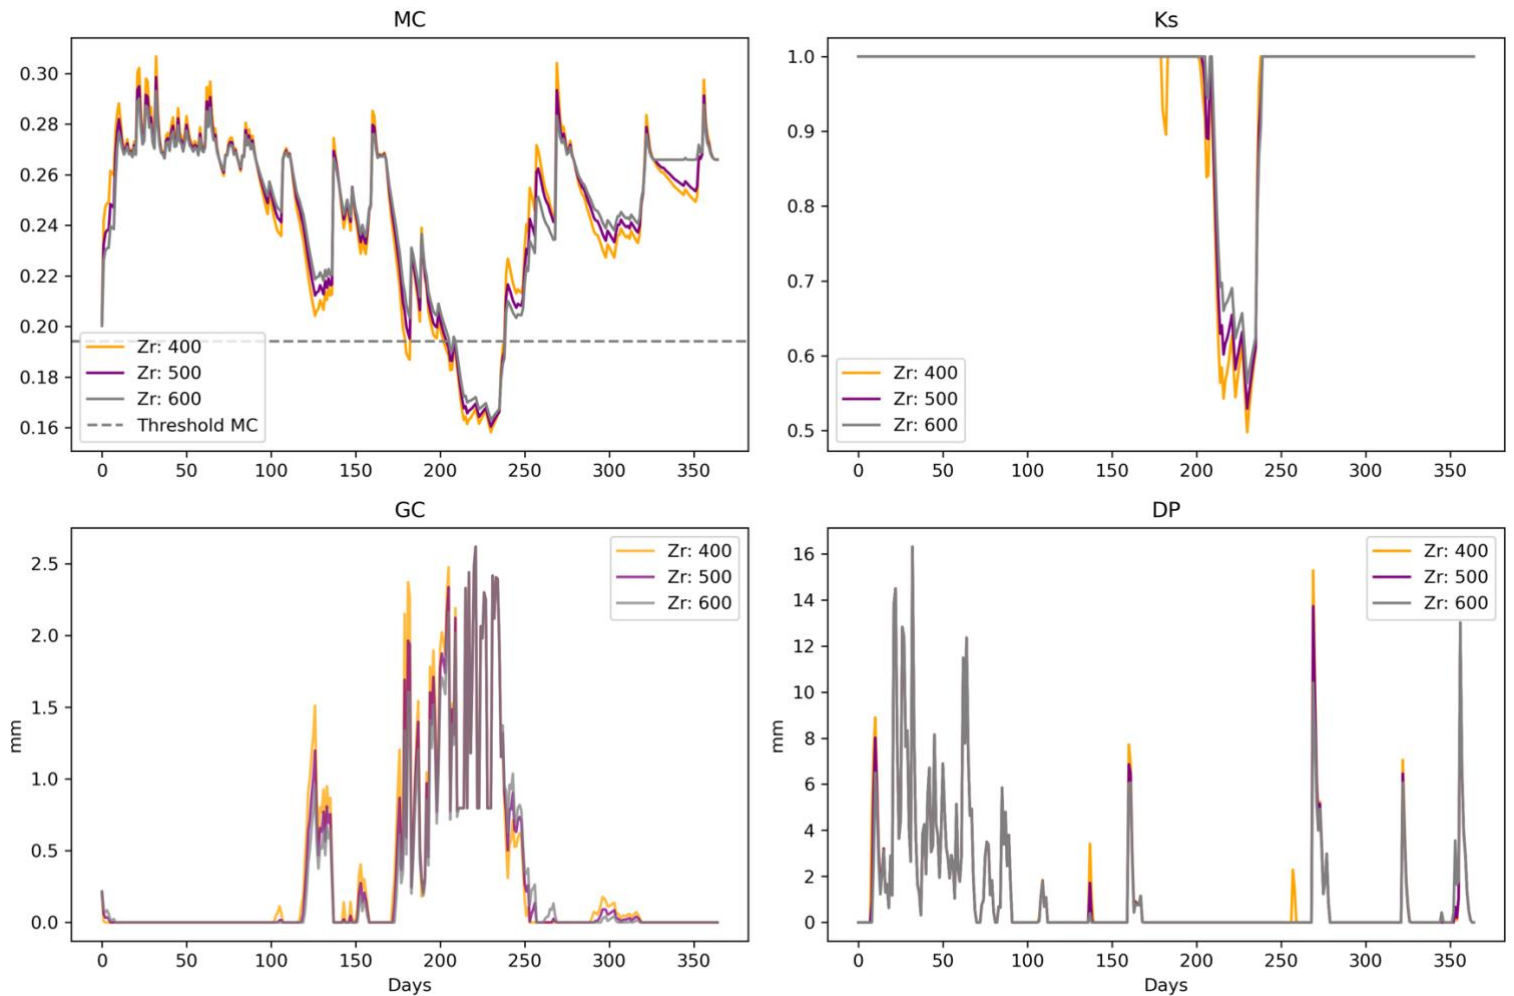 MC
0.30
0.28
0.26
0.24
0.22
0.20
0.18
0.16
Zr: 400
Zr: 500
Zr: 600
Threshold MC
0 50 100 150 200 250 300 350
Ks
1.0
0.9
0.8
0.7
0.6
0.5
Zr: 400
Zr: 500
Zr: 600
0 50 100 150 200 250 300 350
GC
mm
2.5
2.0
1.5
1.0
0.5
0.0
Zr: 400
Zr: 500
Zr: 600
0 50 100 150 200 250 300 350
Days
DP
mm
16
14
12
10
8
6
4
2
0
Zr: 400
Zr: 500
Zr: 600
0 50 100 150 200 250 300 350
Days